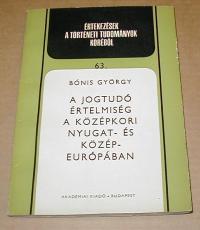 ÉRTEKEZÉSEK
A TÖRTÉNETI TUDOMÁNYOK
KÖRÉBŐL
63.
BÓNIS GYÖRGY
A JOGTUDÓ
ÉRTELMISÉG
A KÖZÉPKORI
NYUGAT- ÉS
KÖZÉP-
EURÓPÁBAN
AKADÉMIAI KIADÓ • BUDAPEST